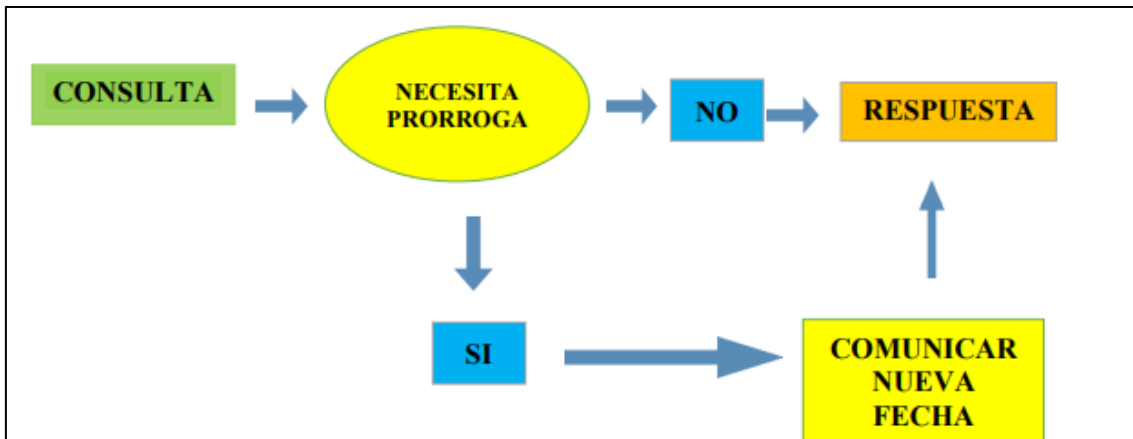 CONSULTA
NECESITA
PRORROGA
NO
RESPUESTA
SI
COMUNICAR
NUEVA
FECHA